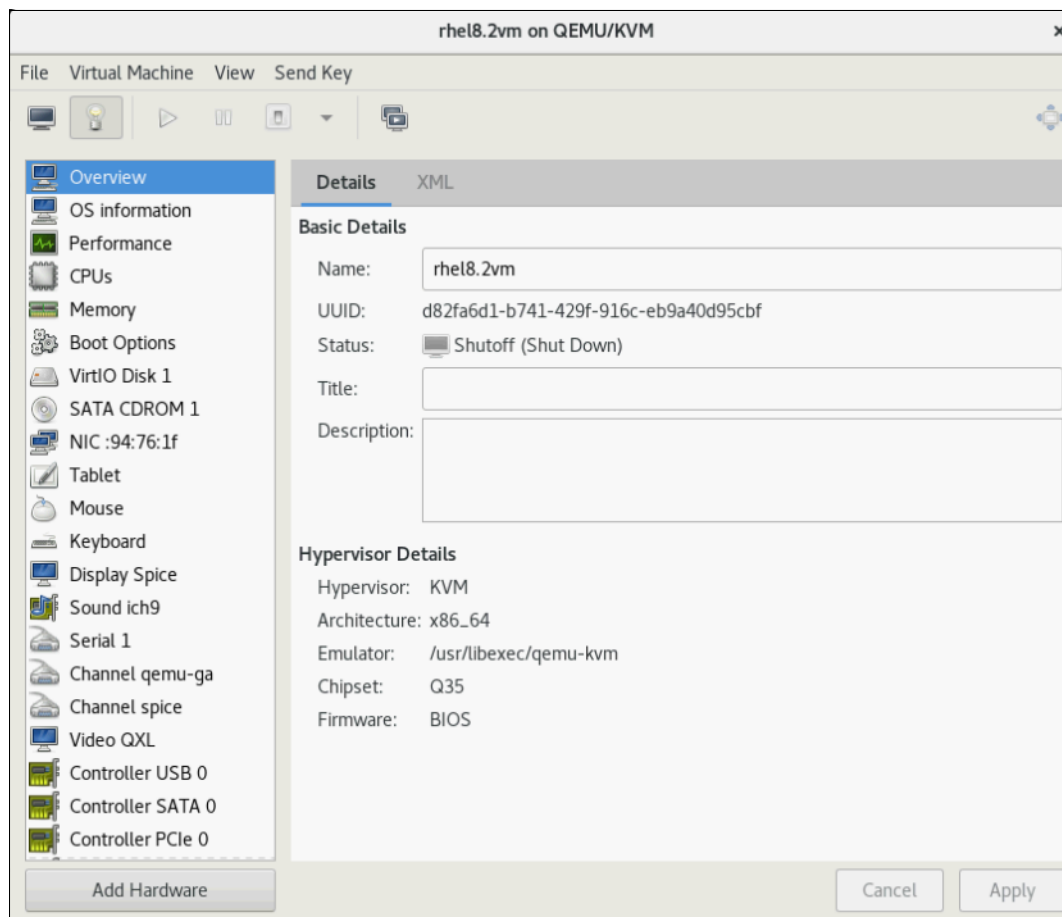 rhel8.2vm on QEMU/KVM
File Virtual Machine View Send Key
Overview
OS information
Performance
CPUs
Memory
Boot Options
VirtIO Disk 1
SATA CDROM 1
NIC :94:76:1f
Tablet
Mouse
Keyboard
Display Spice
Sound ich9
Serial 1
Channel qemu-ga
Channel spice
Video QXL
Controller USB 0
Controller SATA 0
Controller PCIe 0
Add Hardware
Details XML
Basic Details
Name: rhel8.2vm
UUID: d82fa6d1-b741-429f-916c-eb9a40d95cbf
Status: Shutoff (Shut Down)
Title:
Description:
Hypervisor Details
Hypervisor: KVM
Architecture: x86_64
Emulator: /usr/libexec/qemu-kvm
Chipset: Q35
Firmware: BIOS
Cancel Apply